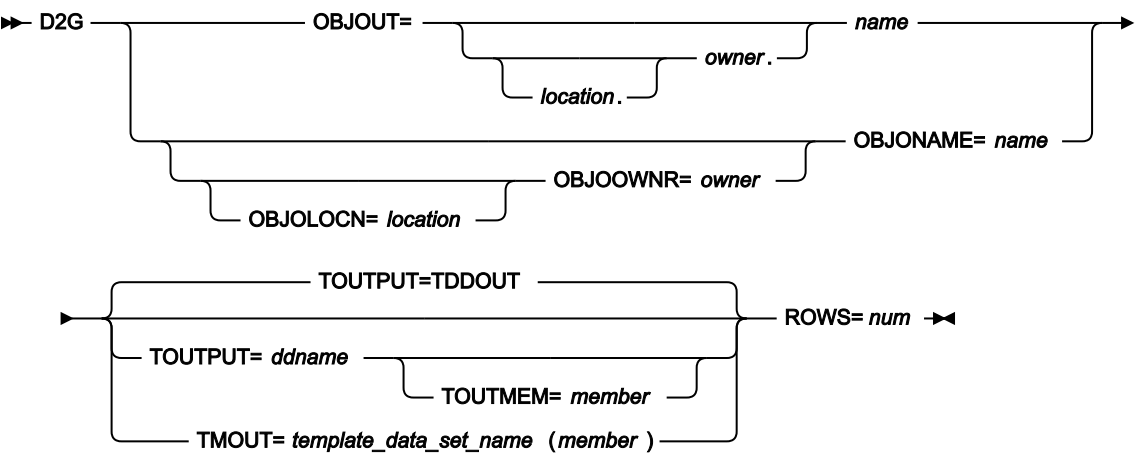 D2G OBJOUT= name
owner.
location.
OBJONAME= name
OBJOOWNR= owner
OBJOLOCN= location
TOUTPUT=TDDOUT
ROWS= num
TOUTPUT= ddname
TOUTMEM= member
TMOUT= template_data_set_name (member )